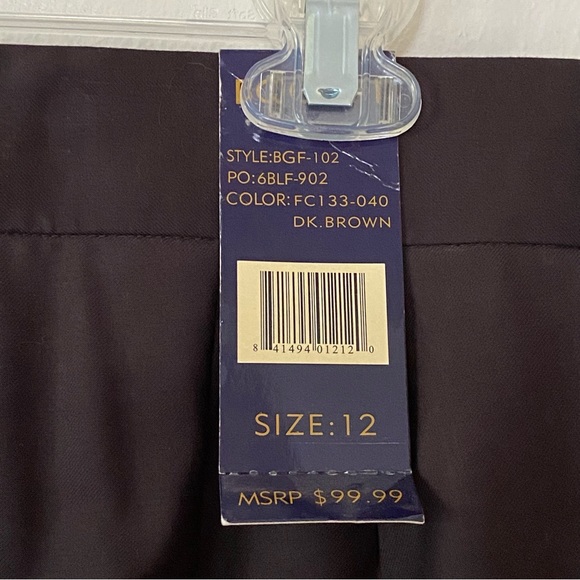 STYLE:BGF-102
PO:6BLF-902
COLOR:FC133-040
DK.BROWN
8 41494 01212 0
SIZE:12
MSRP $99.99